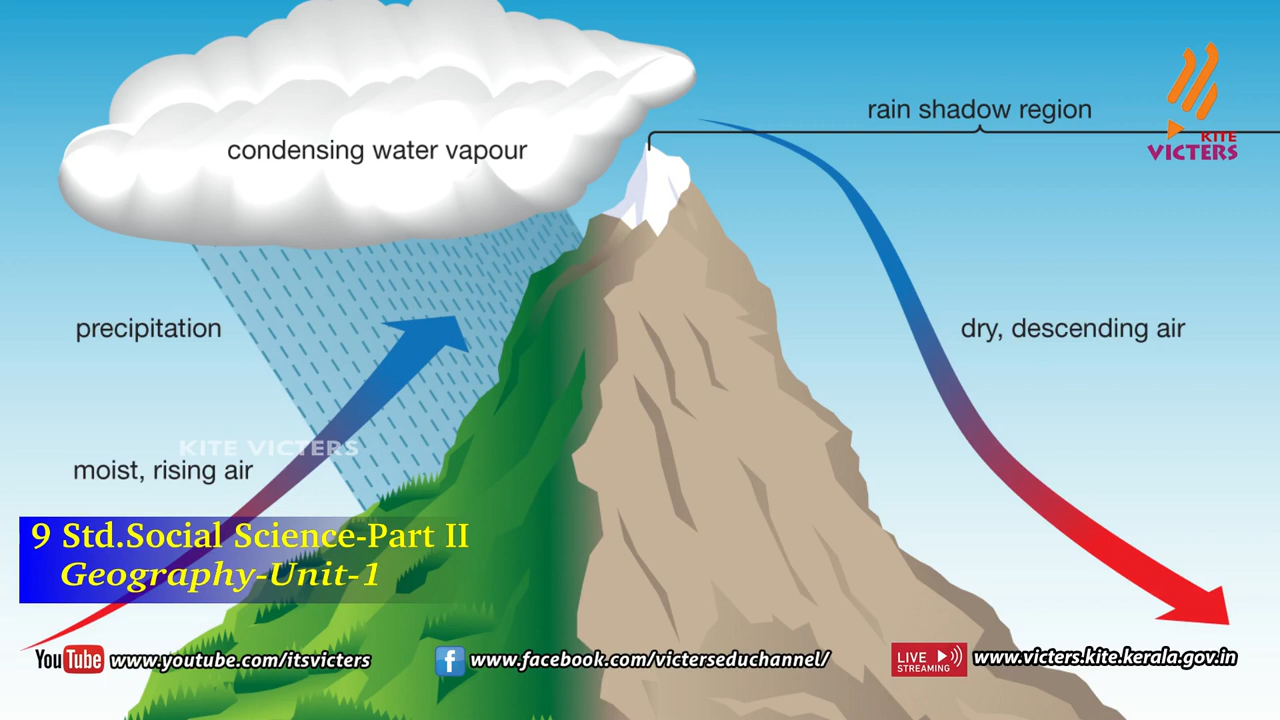 rain shadow region
KITE
VICTERS
condensing water vapour
precipitation
dry, descending air
KITE VICTERS
moist, rising air
9 Std.Social Science-Part II
Geography-Unit-1
YouTube www.youtube.com/itsvicters
f www.facebook.com/victerseduchannel/
LIVE
STREAMING
www.victers.kite.kerala.gov.in